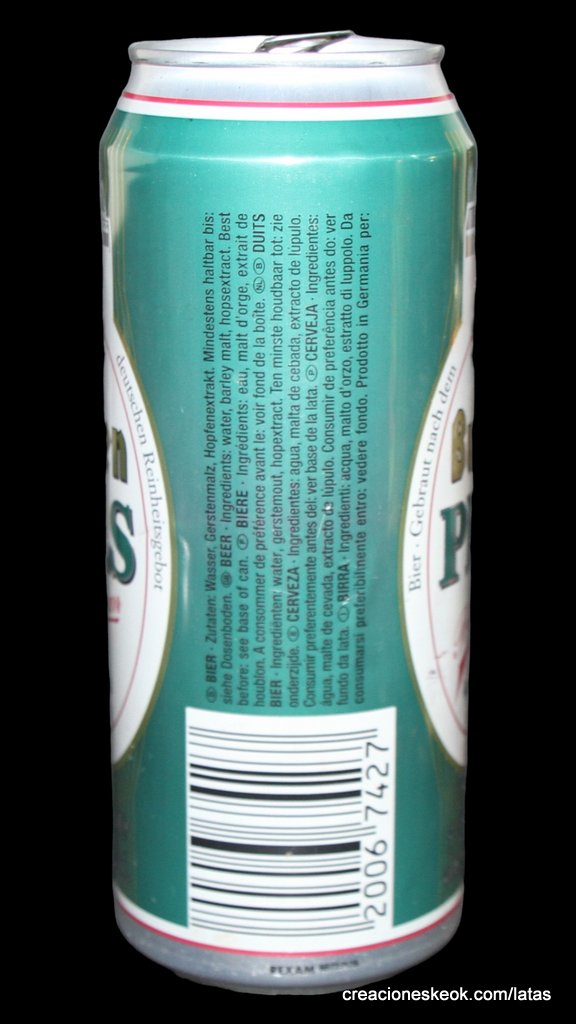 Ⓓ BIER · Zutaten: Wasser, Gerstenmalz, Hopfenextrakt. Mindestens haltbar bis:
siehe Dosenboden. GB BEER · Ingredients: water, barley malt, hopsextract. Best
before: see base of can. Ⓕ BIERE · Ingrédients: eau, malt d'orge, extrait de
houblon. A consommer de préférence avant le: voir fond de la boîte. NL Ⓑ DUITS
BIER · Ingrediënten: water, gerstemout, hopextract. Ten minste houdbaar tot: zie
onderzijde. Ⓔ CERVEZA · Ingredientes: agua, malta de cebada, extracto de lúpulo.
Consumir preferentemente antes del: ver base de la lata. Ⓟ CERVEJA · Ingredientes:
água, malte de cevada, extracto de lúpulo. Consumir de preferência antes do: ver
fundo da lata. Ⓘ BIRRA · Ingredienti: acqua, malto d'orzo, estratto di luppolo. Da
consumarsi preferibilmente entro: vedere fondo. Prodotto in Germania per:
2006 7427
deutschen Reinheitsgebot
Bier · Gebraut nach dem
REXAM
creacioneskeok.com/latas